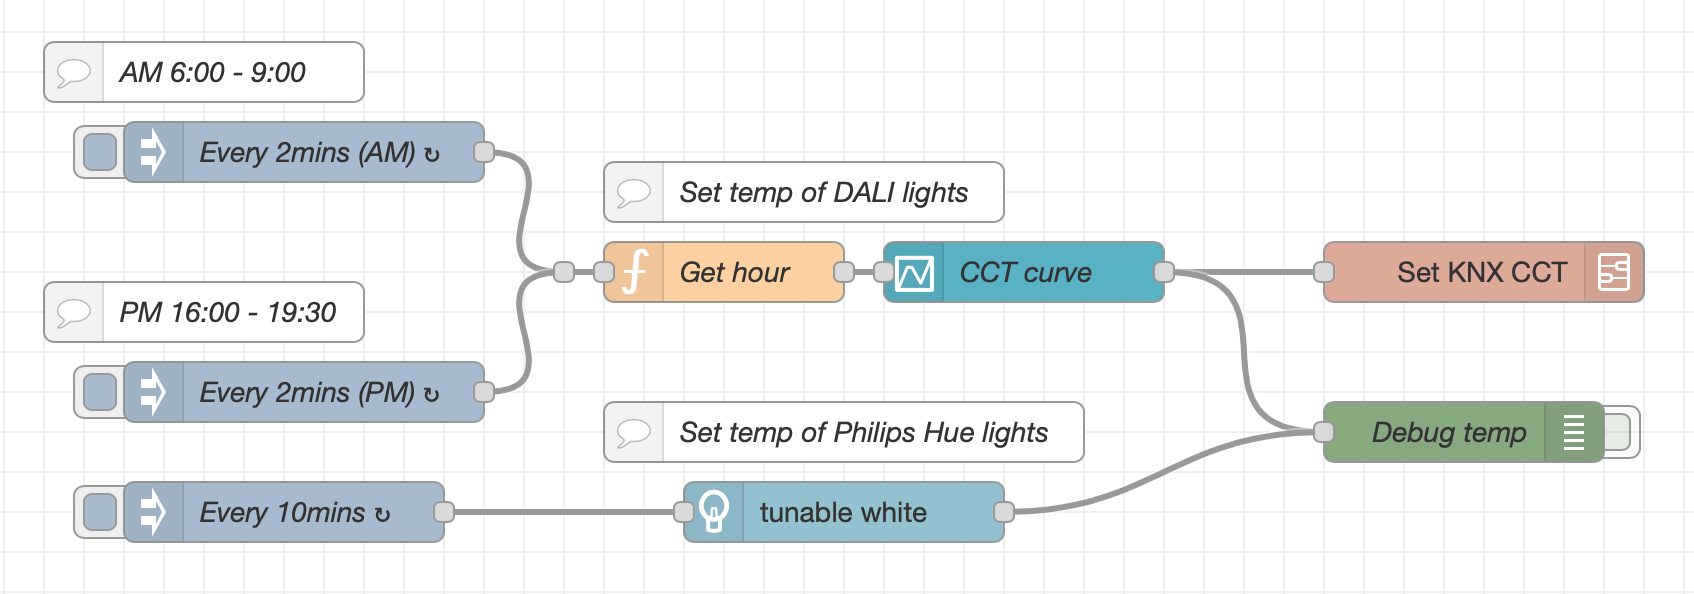 AM 6:00 - 9:00
Every 2mins (AM) ↻
Set temp of DALI lights
Get hour
CCT curve
Set KNX CCT
PM 16:00 - 19:30
Every 2mins (PM) ↻
Set temp of Philips Hue lights
Debug temp
Every 10mins ↻
tunable white